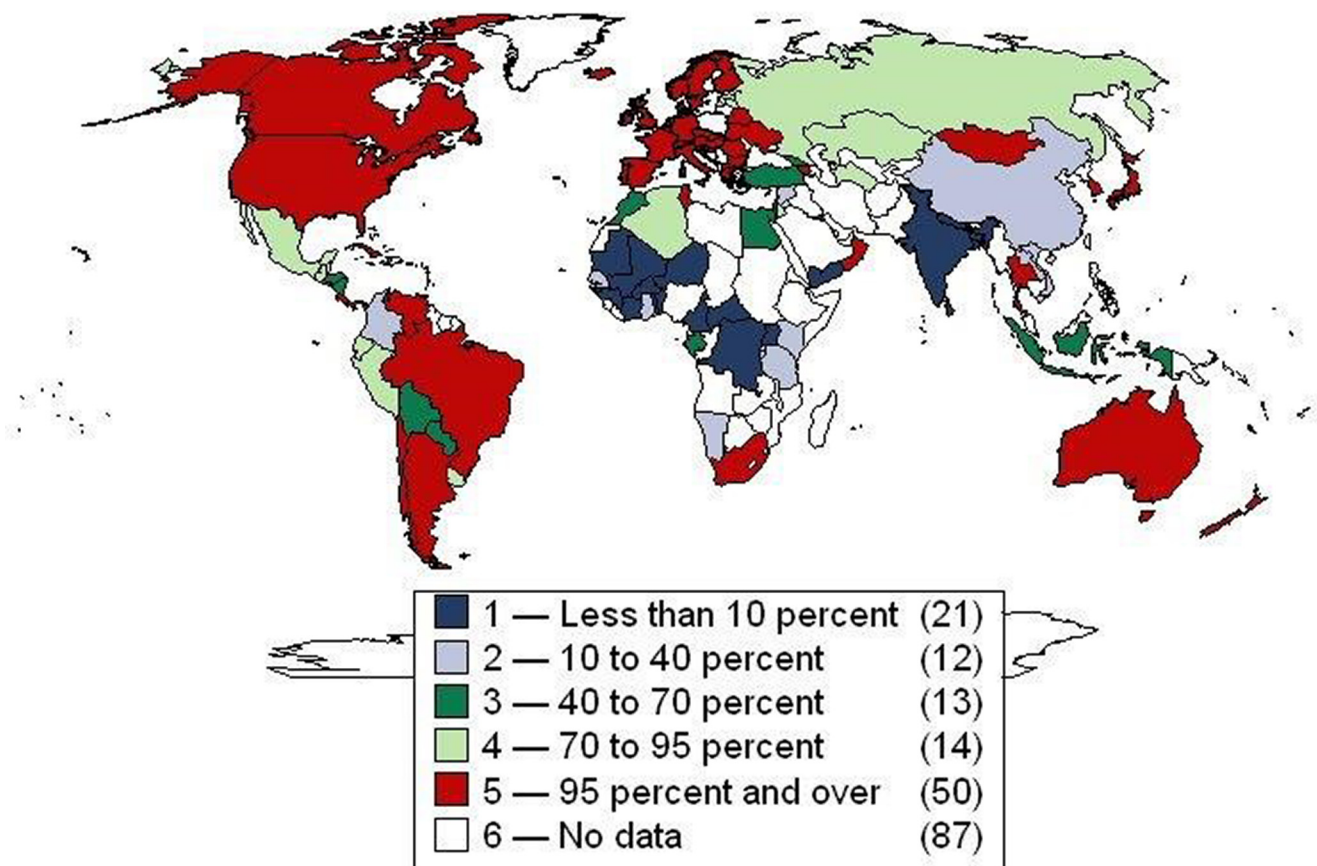 1 — Less than 10 percent (21)
2 — 10 to 40 percent (12)
3 — 40 to 70 percent (13)
4 — 70 to 95 percent (14)
5 — 95 percent and over (50)
6 — No data (87)